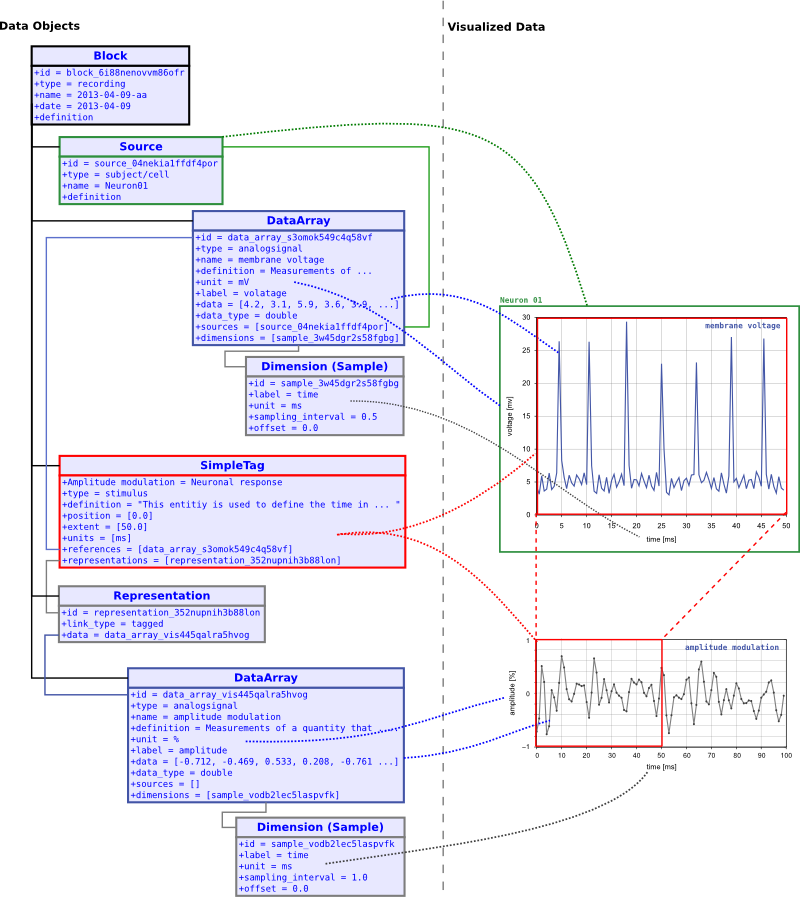 Data Objects
Visualized Data
Block
+id = block_6i88nenovvm86ofr
+type = recording
+name = 2013-04-09-aa
+date = 2013-04-09
+definition
Source
+id = source_04nekia1ffdf4por
+type = subject/cell
+name = Neuron01
+definition
DataArray
+id = data_array_s3omok549c4q58vf
+type = analogsignal
+name = membrane voltage
+definition = Measurements of ...
+unit = mV
+label = volatage
+data = [4.2, 3.1, 5.9, 3.6, 3.9, ...]
+data_type = double
+sources = [source_04nekia1ffdf4por]
+dimensions = [sample_3w45dgr2s58fgbg]
Dimension (Sample)
+id = sample_3w45dgr2s58fgbg
+label = time
+unit = ms
+sampling_interval = 0.5
+offset = 0.0
SimpleTag
+Amplitude modulation = Neuronal response
+type = stimulus
+definition = "This entitiy is used to define the time in ... "
+position = [0.0]
+extent = [50.0]
+units = [ms]
+references = [data_array_s3omok549c4q58vf]
+representations = [representation_352nupnih3b88lon]
Representation
+id = representation_352nupnih3b88lon
+link_type = tagged
+data = data_array_vis445qalra5hvog
DataArray
+id = data_array_vis445qalra5hvog
+type = analogsignal
+name = amplitude modulation
+definition = Measurements of a quantity that ...
+unit = %
+label = amplitude
+data = [-0.712, -0.469, 0.533, 0.208, -0.761 ...]
+data_type = double
+sources = []
+dimensions = [sample_vodb2lec5laspvfk]
Dimension (Sample)
+id = sample_vodb2lec5laspvfk
+label = time
+unit = ms
+sampling_interval = 1.0
+offset = 0.0
Neuron 01
membrane voltage
voltage [mv]
30
25
20
15
10
5
0
0 5 10 15 20 25 30 35 40 45 50
time [ms]
amplitude modulation
amplitude [%]
1
0
−1
0 10 20 30 40 50 60 70 80 90 100
time [ms]